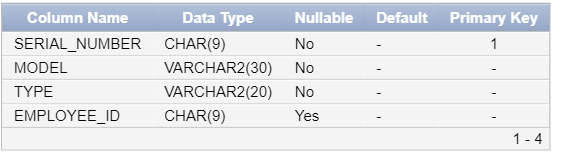 Column Name Data Type Nullable Default Primary Key
SERIAL_NUMBER CHAR(9) No - 1
MODEL VARCHAR2(30) No - -
TYPE VARCHAR2(20) No - -
EMPLOYEE_ID CHAR(9) Yes - -
1 - 4